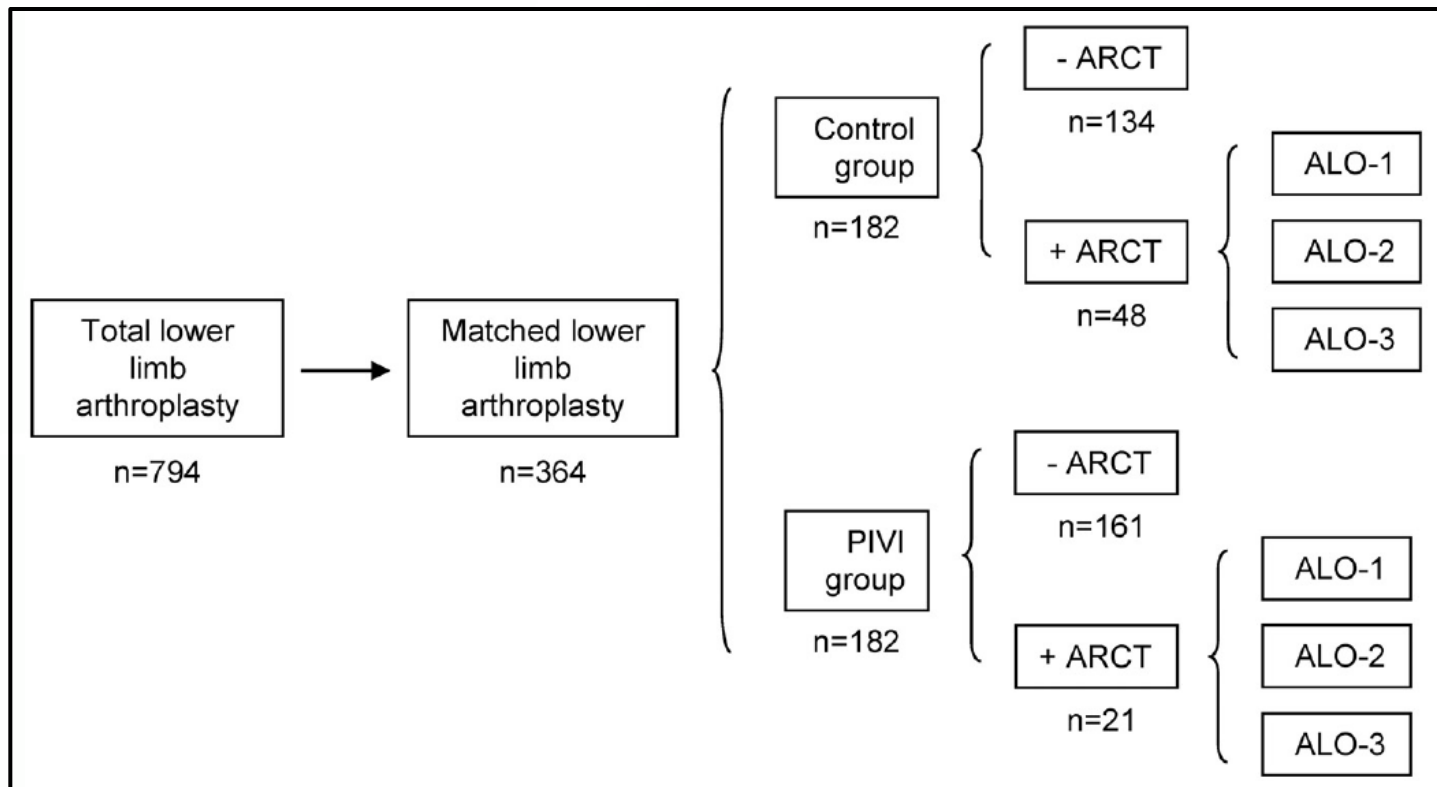 Total lower
limb
arthroplasty
n=794
Matched lower
limb
arthroplasty
n=364
Control
group
n=182
- ARCT
n=134
+ ARCT
n=48
ALO-1
ALO-2
ALO-3
PIVI
group
n=182
- ARCT
n=161
+ ARCT
n=21
ALO-1
ALO-2
ALO-3